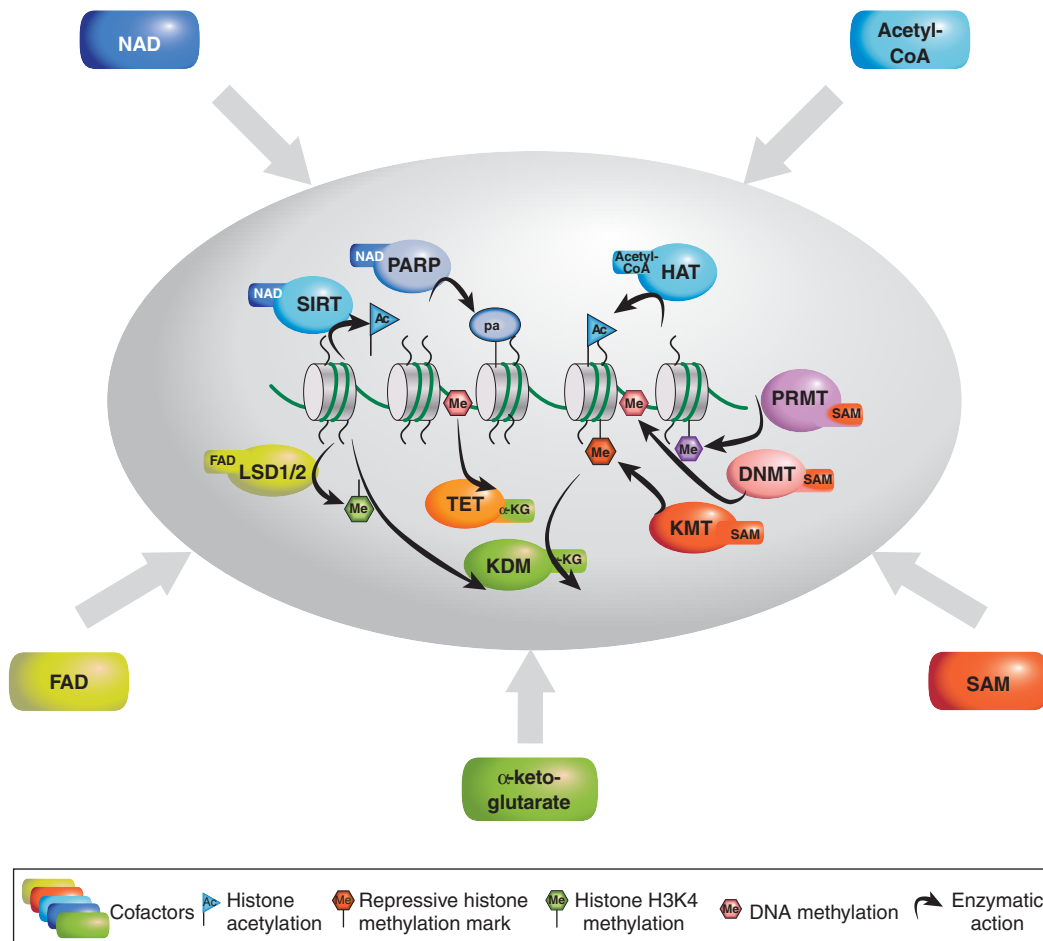 NAD
Acetyl-
CoA
NAD
PARP
Acetyl-
CoA
HAT
NAD
SIRT
Ac
pa
Ac
Me
Me
PRMT
SAM
Me
Me
FAD
LSD1/2
DNMT
SAM
Me
TET
α-KG
KMT
SAM
KDM
-KG
FAD
SAM
α-keto-
glutarate
Cofactors
Ac
Histone
acetylation
Me
Repressive histone
methylation mark
Me
Histone H3K4
methylation
Me
DNA methylation
Enzymatic
action